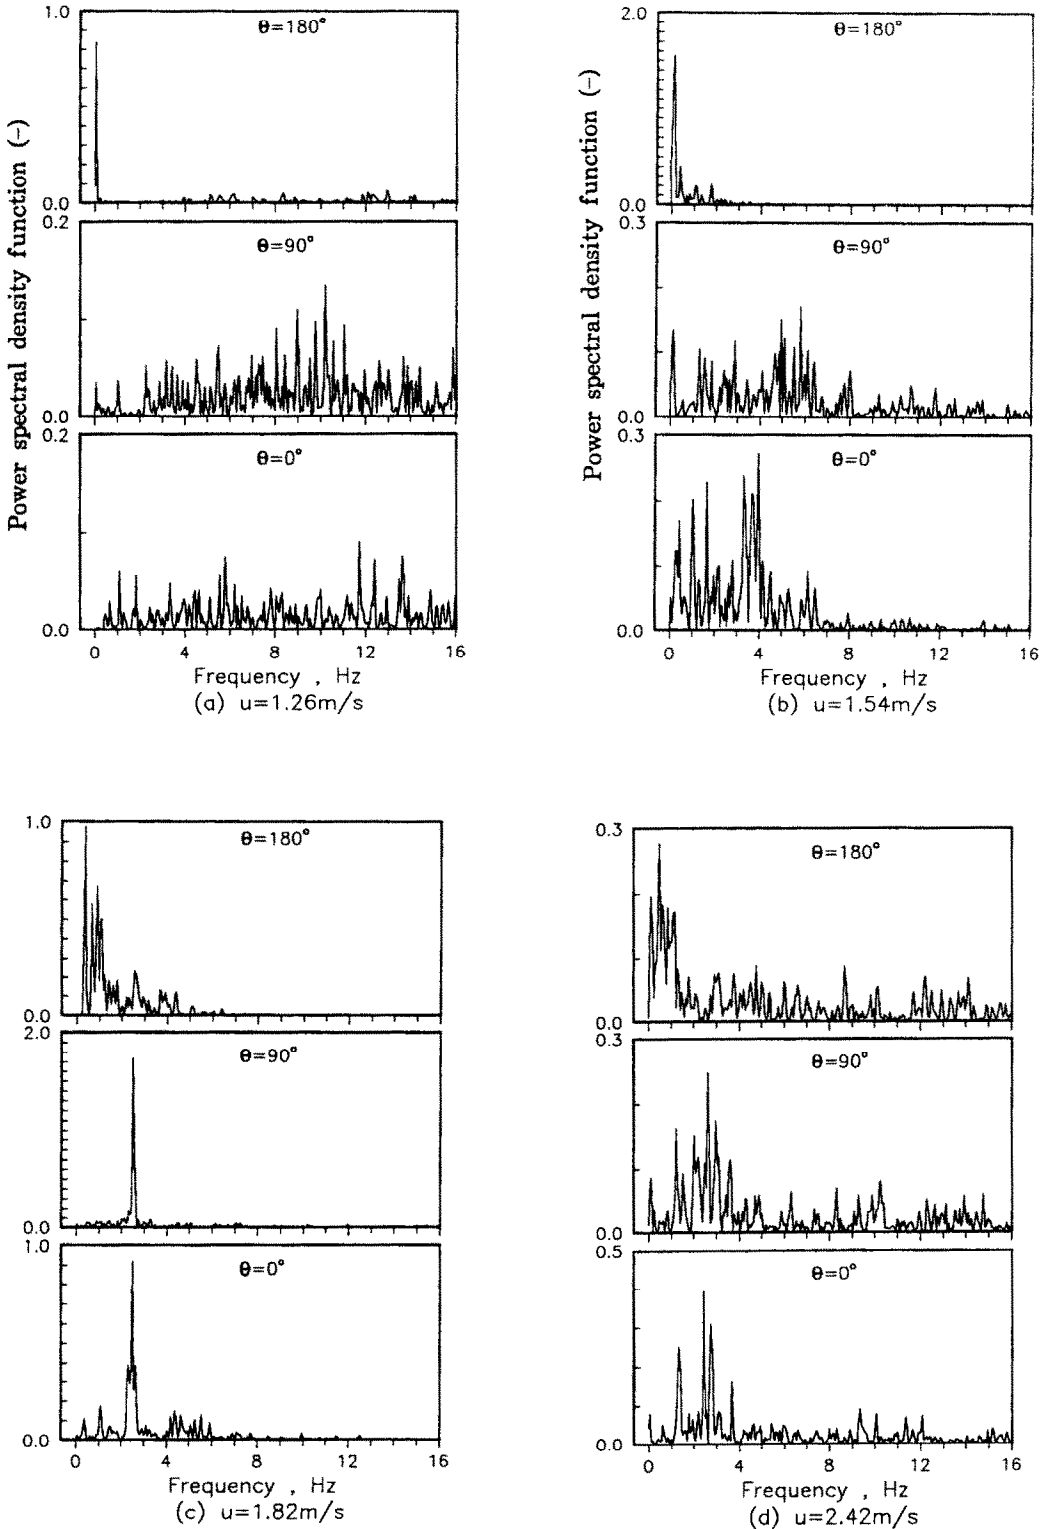 Power spectral density function (-)
1.0
θ=180°
0.0
0.2
θ=90°
0.0
0.2
θ=0°
0.0
0 4 8 12 16
Frequency , Hz
(a) u=1.26m/s
Power spectral density function (-)
2.0
θ=180°
0.0
0.3
θ=90°
0.0
0.3
θ=0°
0.0
0 4 8 12 16
Frequency , Hz
(b) u=1.54m/s
1.0
θ=180°
0.0
2.0
θ=90°
0.0
1.0
θ=0°
0.0
0 4 8 12 16
Frequency , Hz
(c) u=1.82m/s
0.3
θ=180°
0.0
0.3
θ=90°
0.0
0.5
θ=0°
0.0
0 4 8 12 16
Frequency , Hz
(d) u=2.42m/s